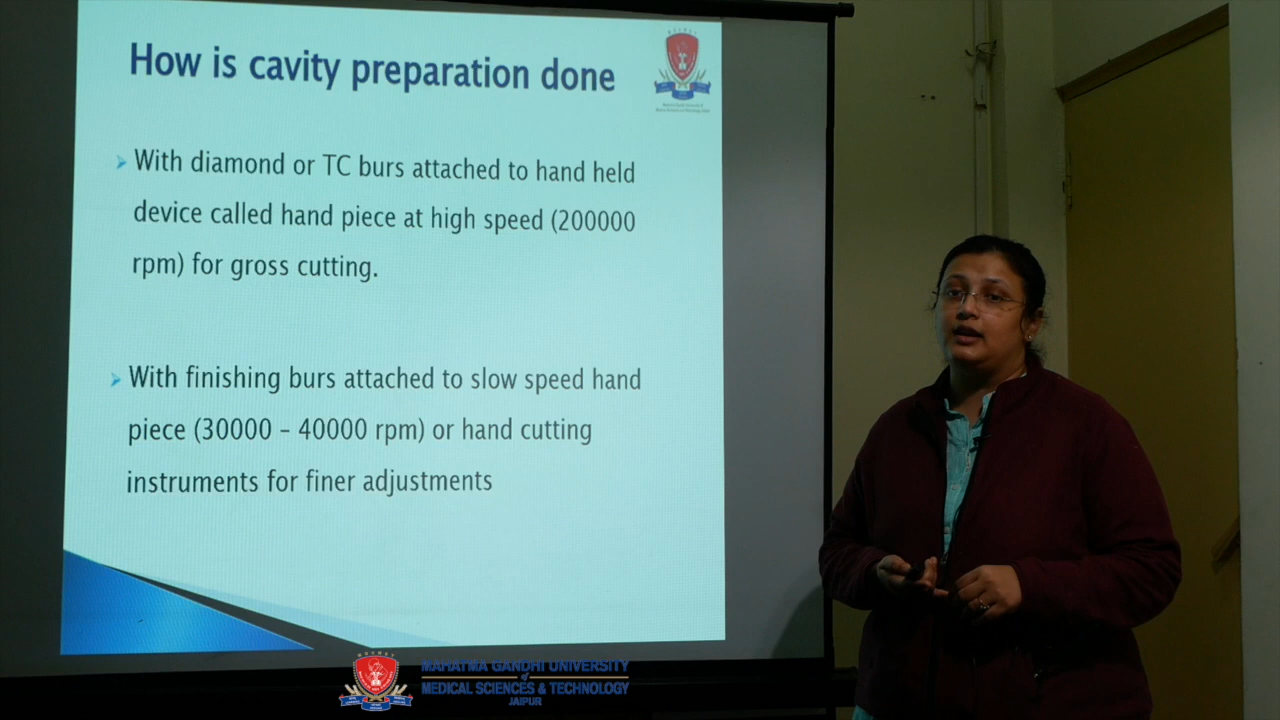 How is cavity preparation done
With diamond or TC burs attached to hand held
device called hand piece at high speed (200000
rpm) for gross cutting.
With finishing burs attached to slow speed hand
piece (30000 – 40000 rpm) or hand cutting
instruments for finer adjustments
MAHATMA GANDHI UNIVERSITY
of
MEDICAL SCIENCES & TECHNOLOGY
JAIPUR